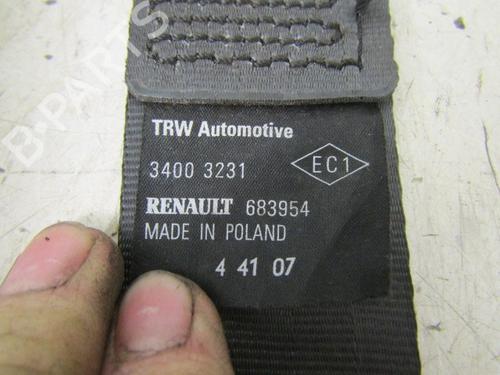 TRW Automotive
3400 3231
EC1
RENAULT 683954
MADE IN POLAND
4 41 07
B-PARTS